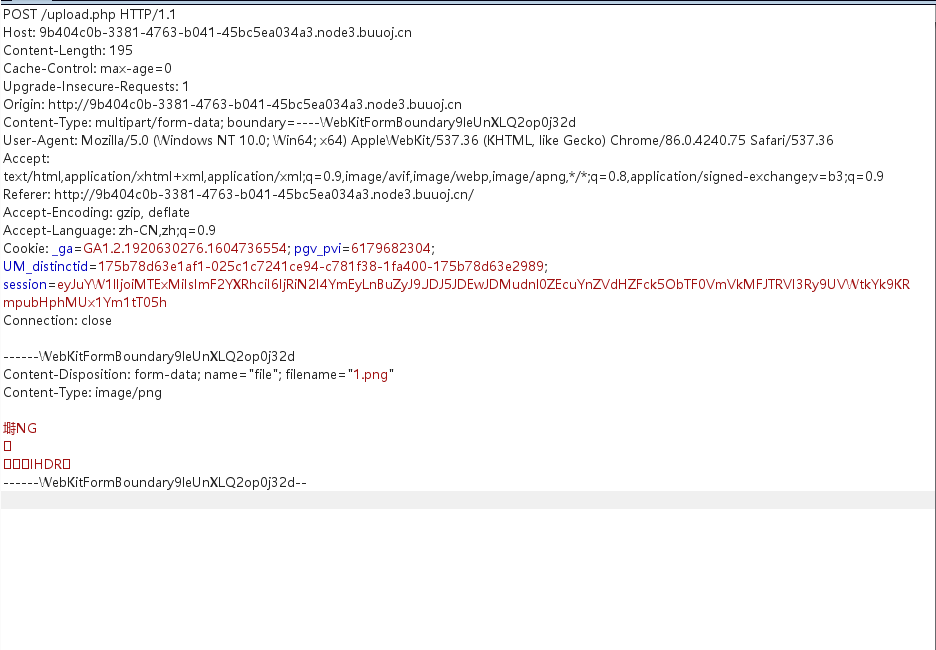 POST /upload.php HTTP/1.1
Host: 9b404c0b-3381-4763-b041-45bc5ea034a3.node3.buuoj.cn
Content-Length: 195
Cache-Control: max-age=0
Upgrade-Insecure-Requests: 1
Origin: http://9b404c0b-3381-4763-b041-45bc5ea034a3.node3.buuoj.cn
Content-Type: multipart/form-data; boundary=----WebKitFormBoundary9IeUnXLQ2op0j32d
User-Agent: Mozilla/5.0 (Windows NT 10.0; Win64; x64) AppleWebKit/537.36 (KHTML, like Gecko) Chrome/86.0.4240.75 Safari/537.36
Accept:
text/html,application/xhtml+xml,application/xml;q=0.9,image/avif,image/webp,image/apng,*/*;q=0.8,application/signed-exchange;v=b3;q=0.9
Referer: http://9b404c0b-3381-4763-b041-45bc5ea034a3.node3.buuoj.cn/
Accept-Encoding: gzip, deflate
Accept-Language: zh-CN,zh;q=0.9
Cookie: _ga=GA1.2.1920630276.1604736554; pgv_pvi=6179682304;
UM_distinctid=175b78d63e1af1-025c1c7241ce94-c781f38-1fa400-175b78d63e2989;
session=eyJuYW1lIjoiMTExMiIsImF2YXRhciI6IjRiN2I4YmEyLnBuZyJ9.JDJ5JDEwJDMudnl0ZEcuYnZVdHZFck5ObTF0VmVkMFJTRVl3Ry9UVWtkYk9KR
mpubHphMUx1Ym1tT05h
Connection: close
------WebKitFormBoundary9IeUnXLQ2op0j32d
Content-Disposition: form-data; name="file"; filename="1.png"
Content-Type: image/png
NG
IHDR
------WebKitFormBoundary9IeUnXLQ2op0j32d--